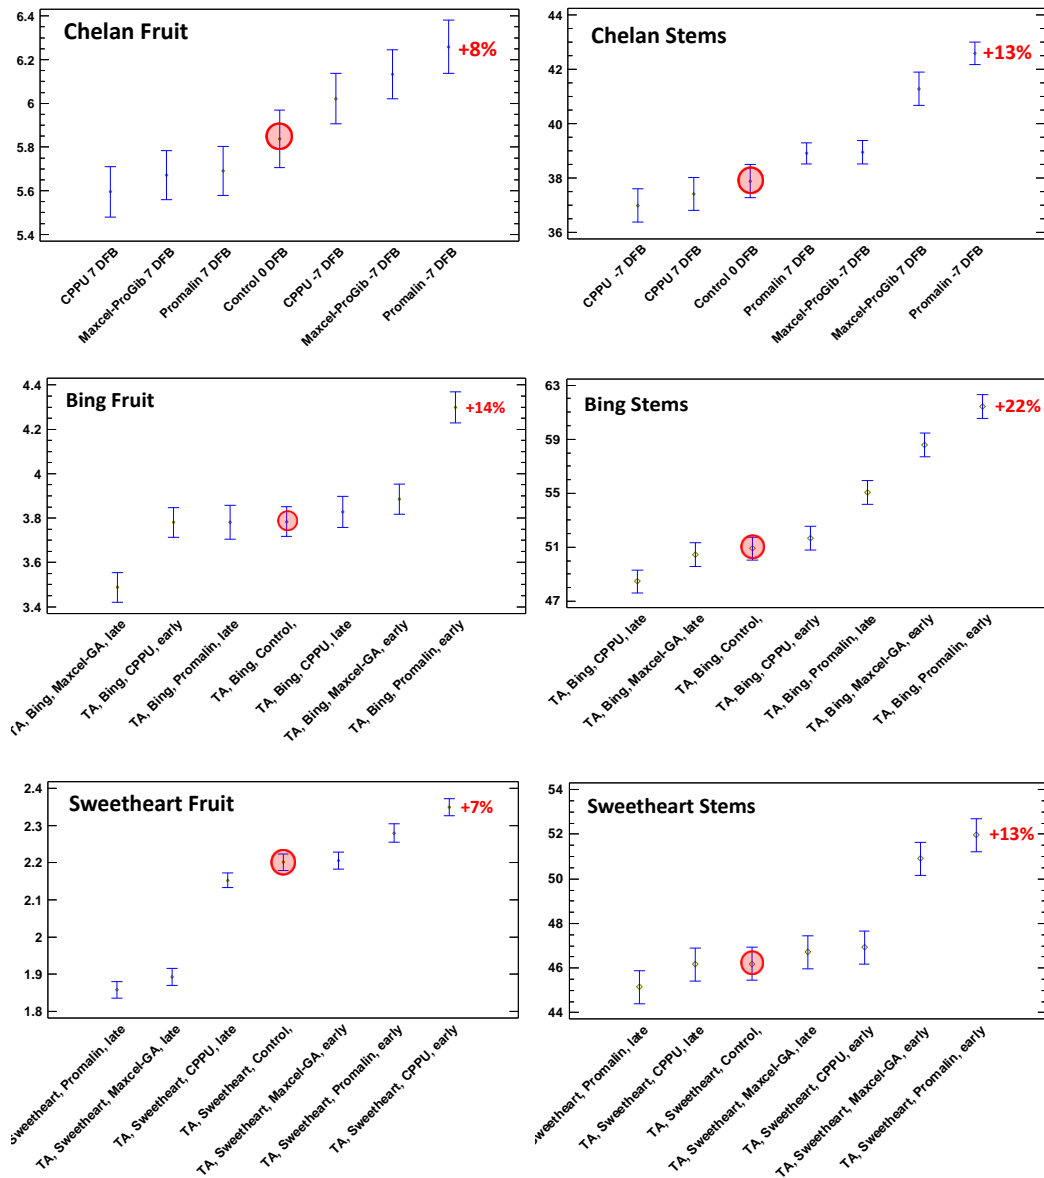 Chelan Fruit
+8%
6.4
6.2
6
5.8
5.6
5.4
CPPU 7 DFB
Maxcel-ProGib 7 DFB
Promalin 7 DFB
Control 0 DFB
CPPU -7 DFB
Maxcel-ProGib -7 DFB
Promalin -7 DFB
Chelan Stems
+13%
44
42
40
38
36
CPPU -7 DFB
CPPU 7 DFB
Control 0 DFB
Promalin 7 DFB
Maxcel-ProGib -7 DFB
Maxcel-ProGib 7 DFB
Promalin -7 DFB
Bing Fruit
+14%
4.4
4.2
4
3.8
3.6
3.4
TA, Bing, Maxcel-GA, late
TA, Bing, CPPU, early
TA, Bing, Promalin, late
TA, Bing, Control,
TA, Bing, CPPU, late
TA, Bing, Maxcel-GA, early
TA, Bing, Promalin, early
Bing Stems
+22%
63
59
55
51
47
TA, Bing, CPPU, late
TA, Bing, Maxcel-GA, late
TA, Bing, Control,
TA, Bing, CPPU, early
TA, Bing, Promalin, late
TA, Bing, Maxcel-GA, early
TA, Bing, Promalin, early
Sweetheart Fruit
+7%
2.4
2.3
2.2
2.1
2
1.9
1.8
Sweetheart, Promalin, late
TA, Sweetheart, Maxcel-GA, late
TA, Sweetheart, CPPU, late
TA, Sweetheart, Control,
TA, Sweetheart, Maxcel-GA, early
TA, Sweetheart, Promalin, early
TA, Sweetheart, CPPU, early
Sweetheart Stems
+13%
54
52
50
48
46
44
Sweetheart, Promalin, late
TA, Sweetheart, CPPU, late
TA, Sweetheart, Control,
TA, Sweetheart, Maxcel-GA, late
TA, Sweetheart, CPPU, early
TA, Sweetheart, Maxcel-GA, early
TA, Sweetheart, Promalin, early